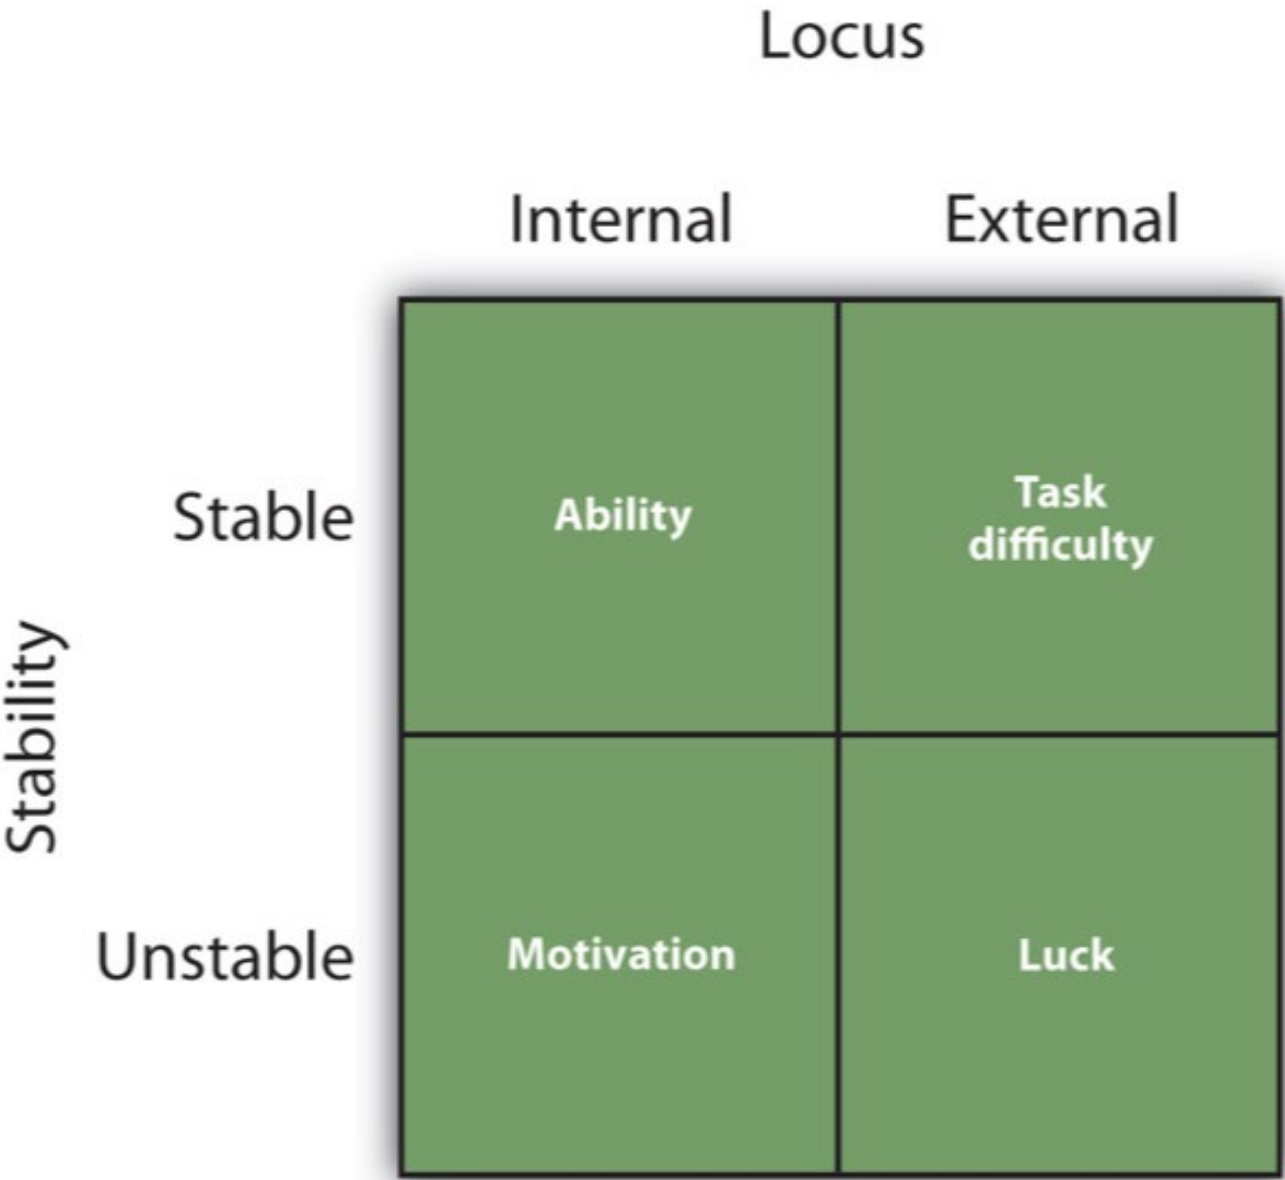 Locus
Internal External
Stable
Ability
Task
difficulty
Stability
Unstable
Motivation
Luck